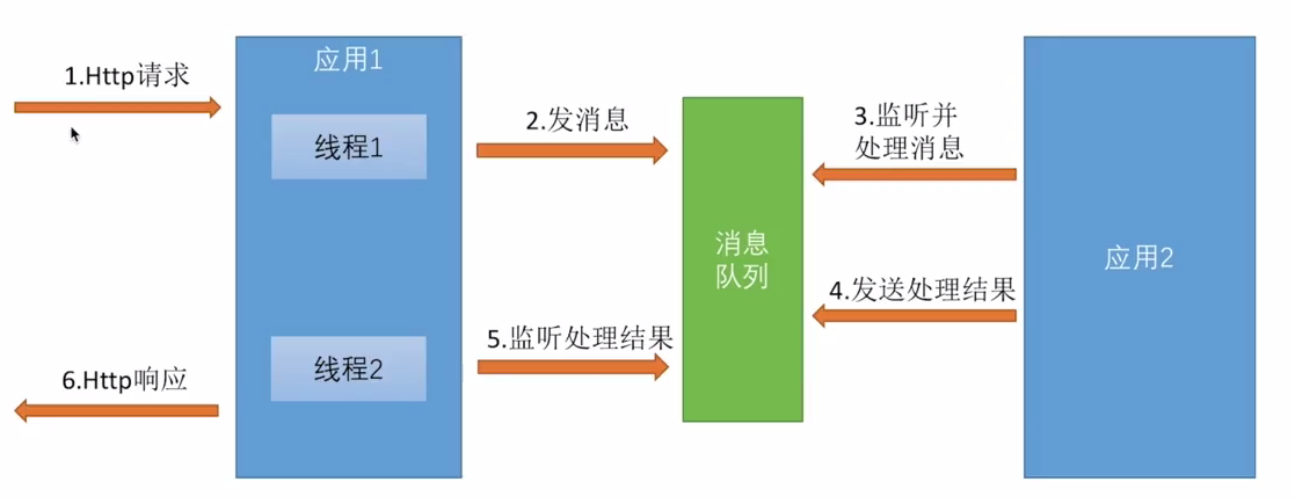 1.Http请求
应用1
线程1
2.发消息
3.监听并
处理消息
消息
队列
应用2
4.发送处理结果
5.监听处理结果
线程2
6.Http响应